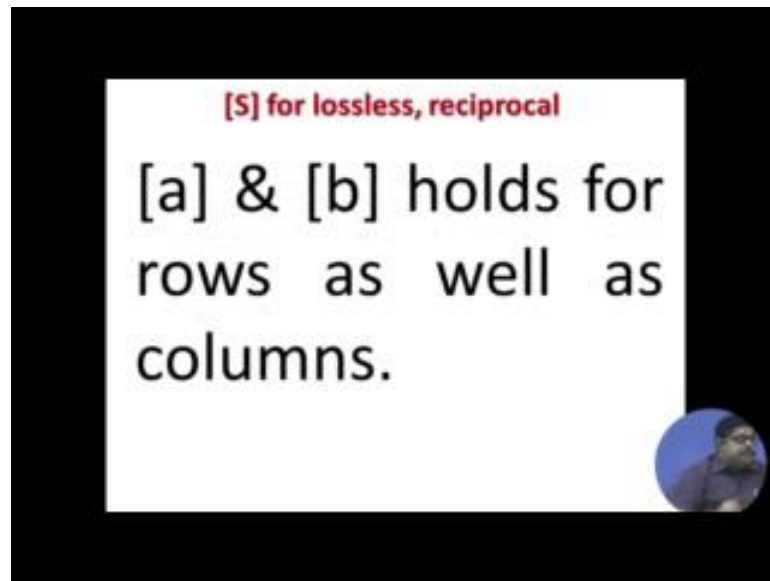 [S] for lossless, reciprocal
[a] & [b] holds for
rows as well as
columns.